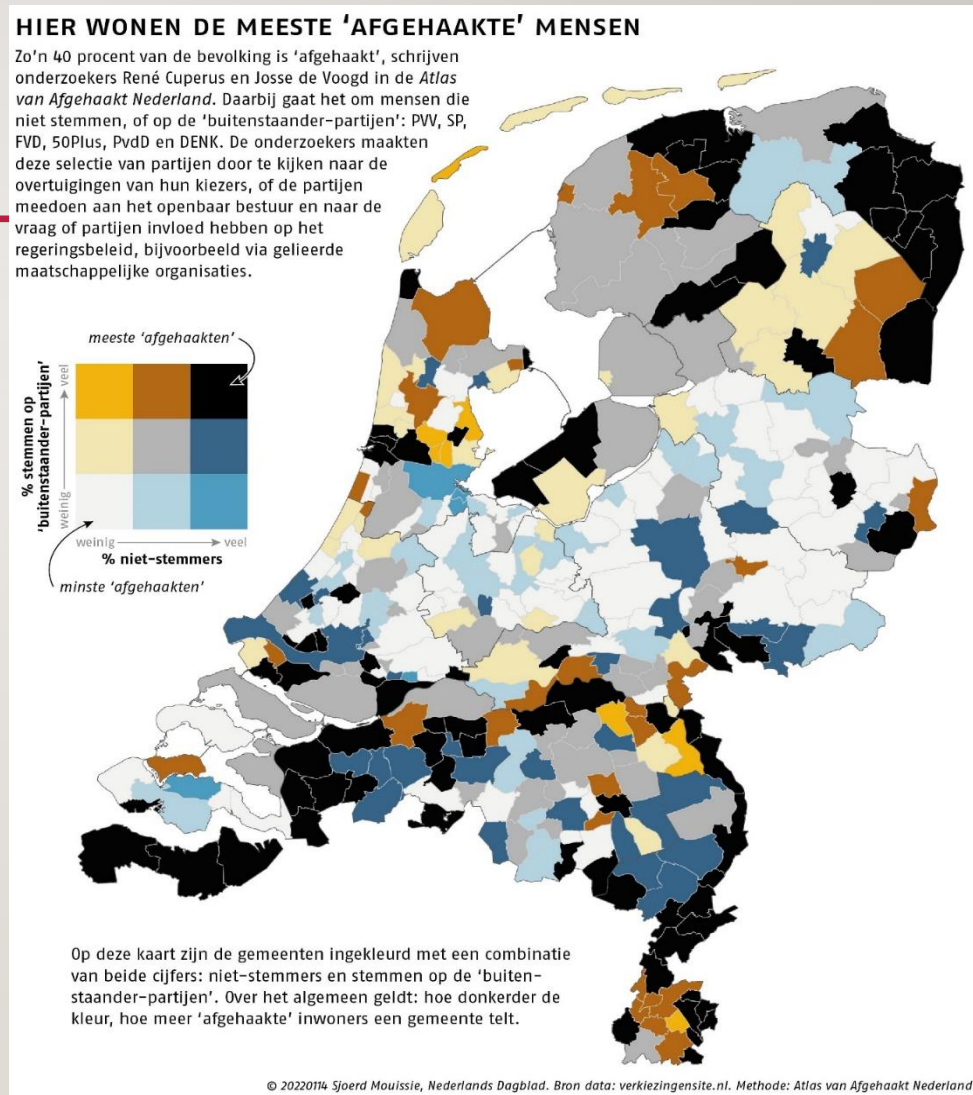 HIER WONEN DE MEESTE ‘AFGEHAAKTE’ MENSEN
Zo’n 40 procent van de bevolking is ‘afgehaakt’, schrijven
onderzoekers René Cuperus en Josse de Voogd in de Atlas
van Afgehaakt Nederland. Daarbij gaat het om mensen die
niet stemmen, of op de ‘buitenstaander-partijen’: PVV, SP,
FVD, 50Plus, PvdD en DENK. De onderzoekers maakten
deze selectie van partijen door te kijken naar de
overtuigingen van hun kiezers, of de partijen
meedoen aan het openbaar bestuur en naar de
vraag of partijen invloed hebben op het
regeringsbeleid, bijvoorbeeld via gelieerde
maatschappelijke organisaties.
meeste ‘afgehaakten’
% stemmen op
‘buitenstaander-partijen’
weinig
veel
weinig
veel
% niet-stemmers
minste ‘afgehaakten’
Op deze kaart zijn de gemeenten ingekleurd met een combinatie
van beide cijfers: niet-stemmers en stemmen op de ‘buiten-
staander-partijen’. Over het algemeen geldt: hoe donkerder de
kleur, hoe meer ‘afgehaakte’ inwoners een gemeente telt.
© 20220114 Sjoerd Mouissie, Nederlands Dagblad. Bron data: verkiezingensite.nl. Methode: Atlas van Afgehaakt Nederland